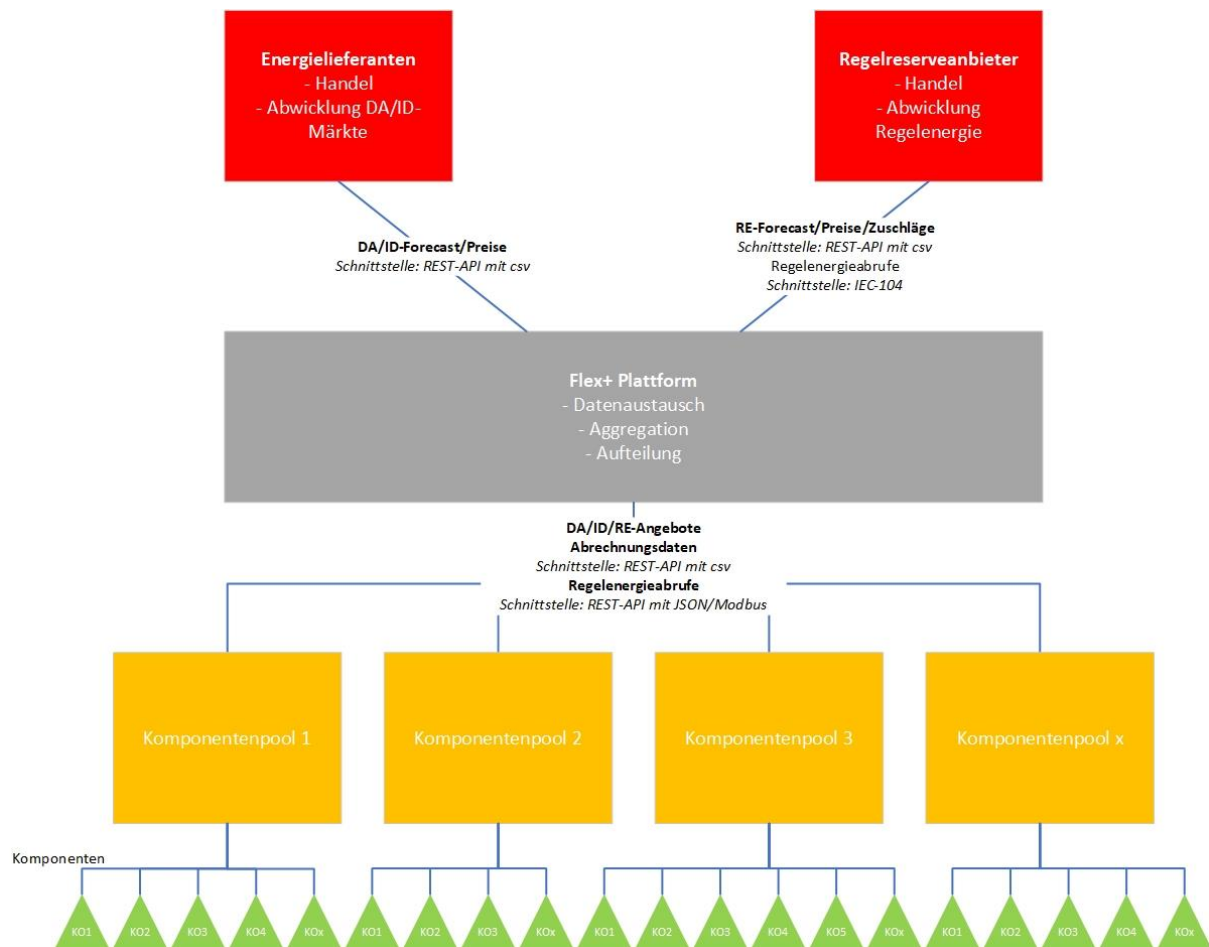 Energielieferanten
- Handel
- Abwicklung DA/ID-
Märkte
Regelreserveanbieter
- Handel
- Abwicklung
Regelenergie
DA/ID-Forecast/Preise
Schnittstelle: REST-API mit csv
RE-Forecast/Preise/Zuschläge
Schnittstelle: REST-API mit csv
Regelenergieabrufe
Schnittstelle: IEC-104
Flex+ Plattform
- Datenaustausch
- Aggregation
- Aufteilung
DA/ID/RE-Angebote
Abrechnungsdaten
Schnittstelle: REST-API mit csv
Regelenergieabrufe
Schnittstelle: REST-API mit JSON/Modbus
Komponentenpool 1
Komponentenpool 2
Komponentenpool 3
Komponentenpool x
Komponenten
KO1 KO2 KO3 KO4 KOx KO1 KO2 KO3 KOx KO1 KO2 KO3 KO4 KO5 KOx KO1 KO2 KO3 KO4 KOx